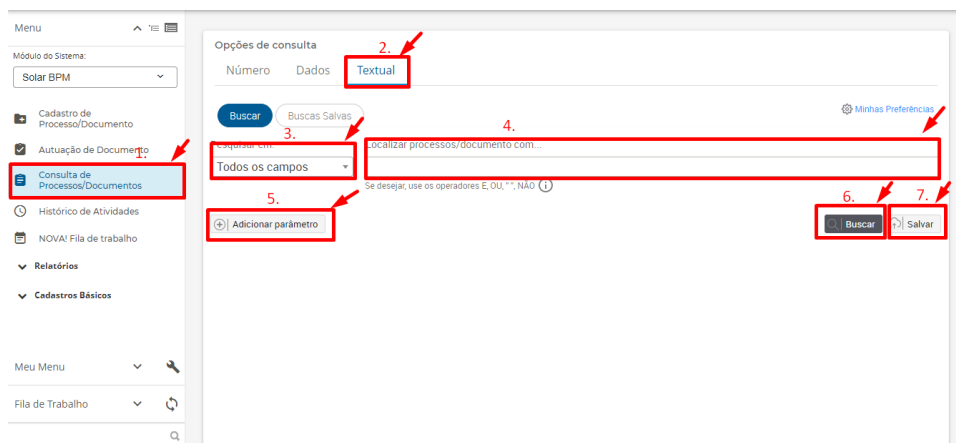 Menu
Módulo do Sistema:
Solar BPM
Cadastro de
Processo/Documento
Autuação de Documento
1.
Consulta de
Processos/Documentos
Histórico de Atividades
NOVA! Fila de trabalho
Relatórios
Cadastros Básicos
Meu Menu
Fila de Trabalho
Opções de consulta
2.
Número Dados Textual
Buscar Buscas Salvas
Minhas Preferências
3.
4.
Pesquisar em:
Localizar processos/documento com...
Todos os campos
Se desejar, use os operadores E, OU, " ", NÃO
5.
6.
7.
Adicionar parâmetro
Buscar
Salvar